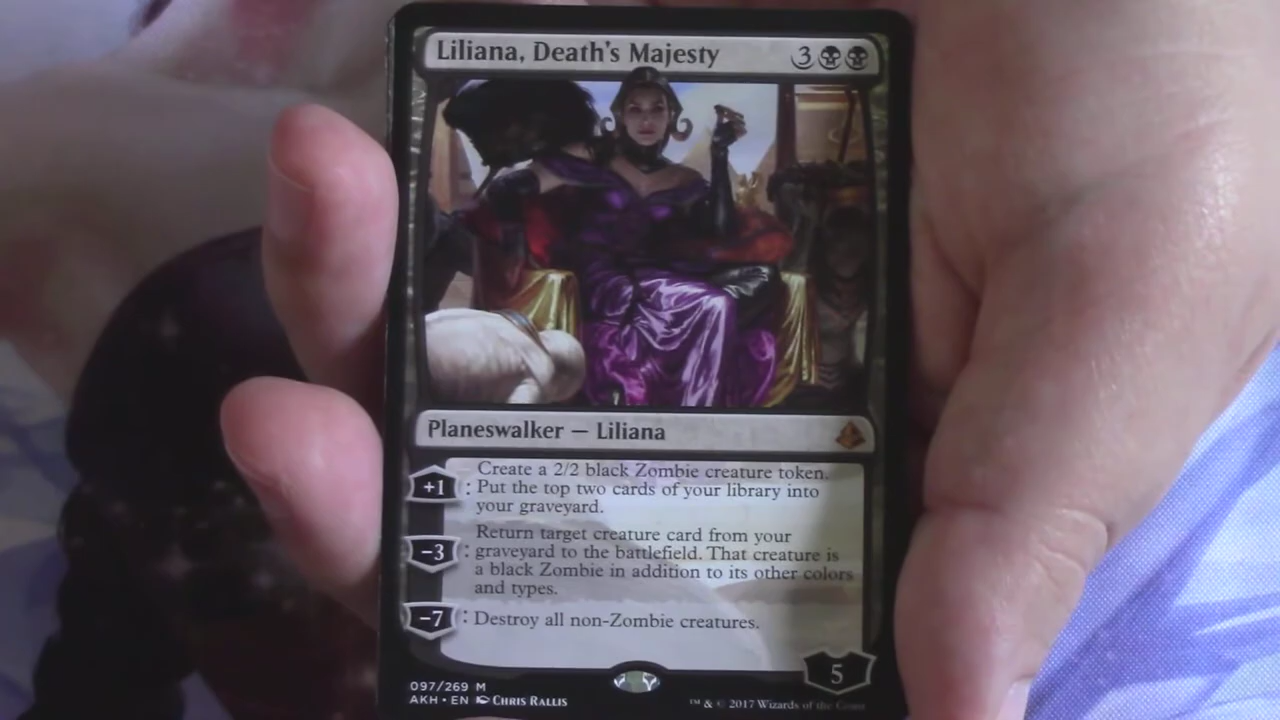 Liliana, Death's Majesty 3
Planeswalker — Liliana
Create a 2/2 black Zombie creature token.
+1 : Put the top two cards of your library into
your graveyard.
Return target creature card from your
−3 : graveyard to the battlefield. That creature is
a black Zombie in addition to its other colors
and types.
−7 : Destroy all non-Zombie creatures.
5
097/269 M
AKH • EN Chris Rallis
™ & © 2017 Wizards of the Coast